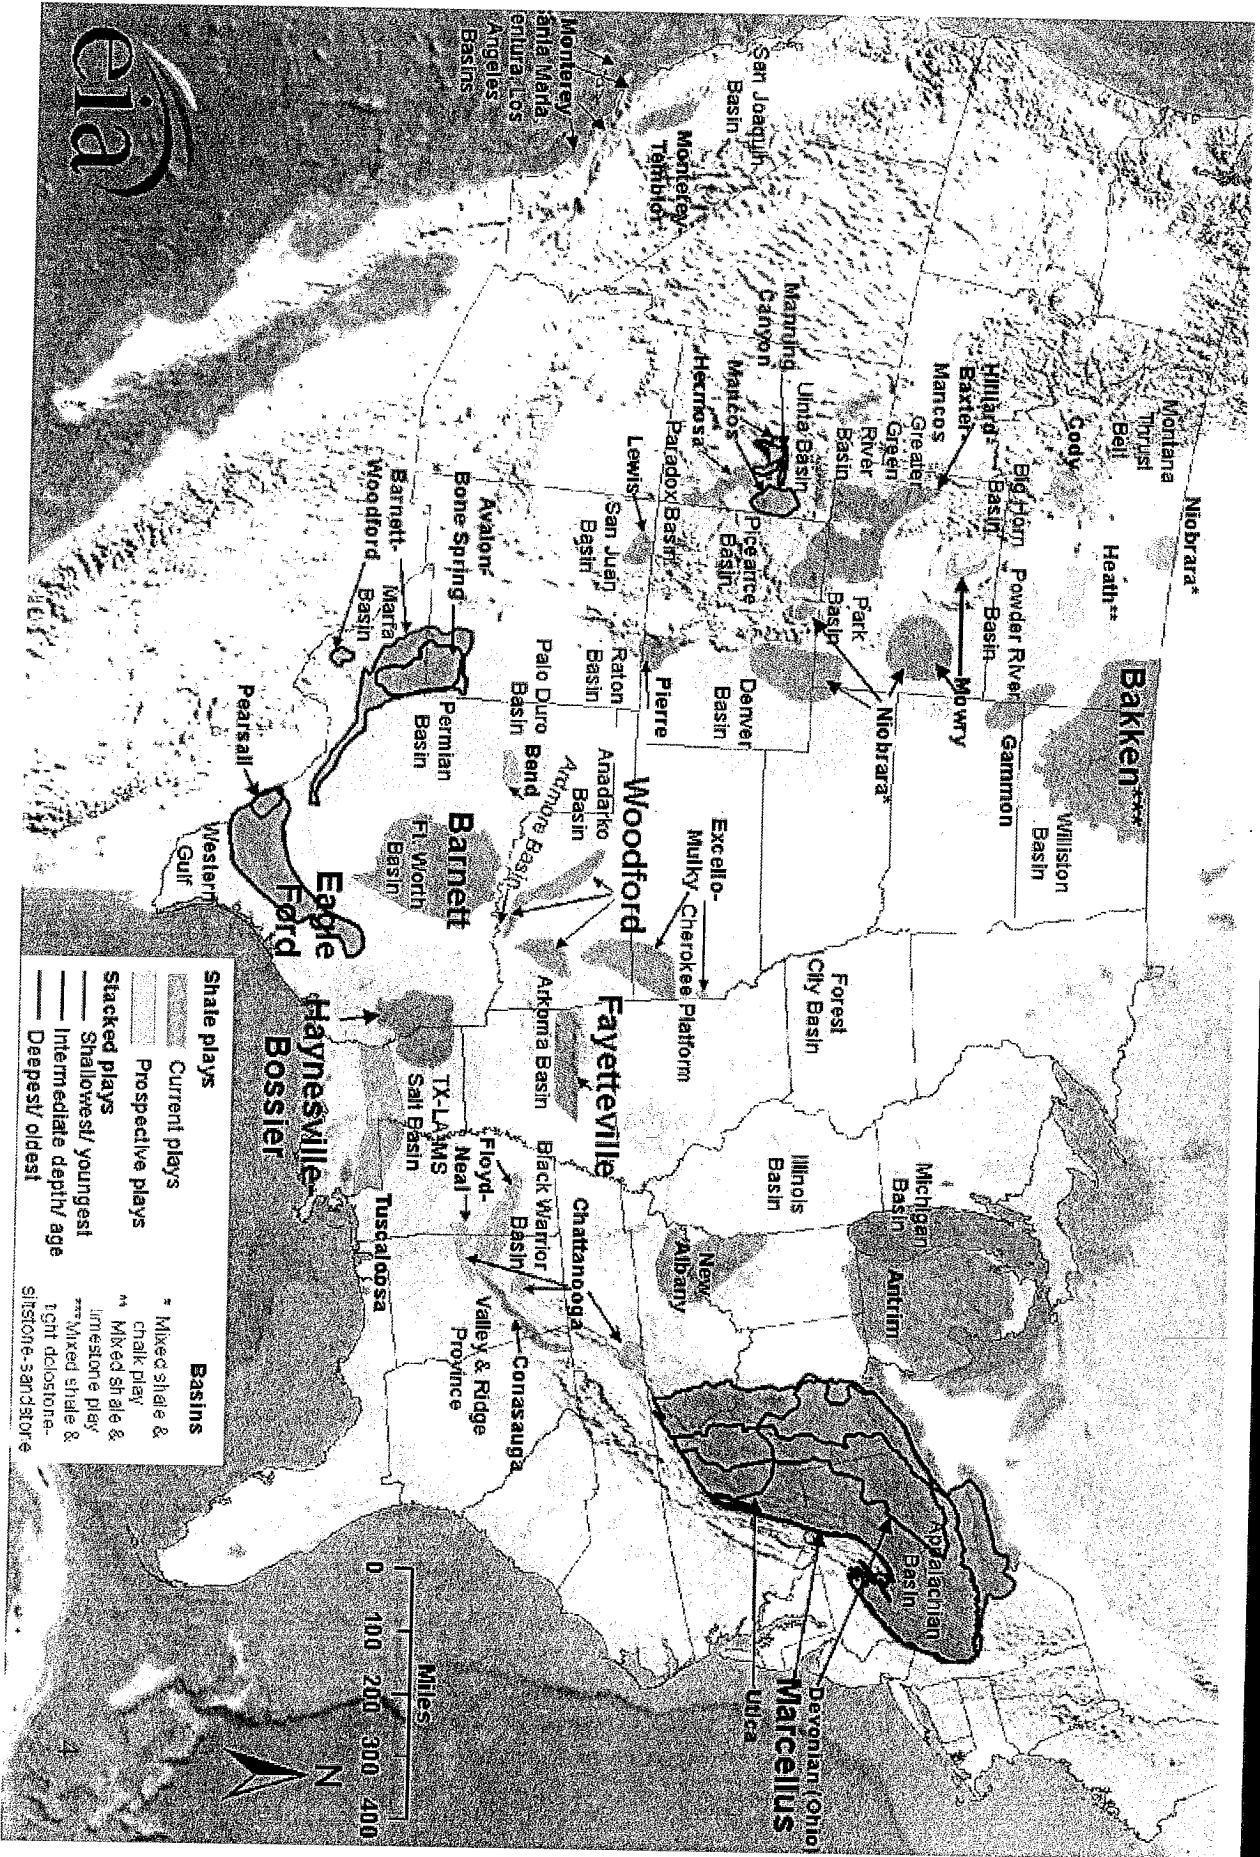 Niobrara*
Montana
Thrust
Belt
Heath**
Cody
Bakken***
Williston
Basin
Big Horn
Basin
Powder River
Basin
Gammon
Hilliard-
Baxter-
Mancos
Mowry
Greater
Green
River
Basin
Park
Basin
Niobrara*
Forest
City Basin
Michigan
Basin
Antrim
Illinois
Basin
Appalachian
Basin
Devonian (Ohio)
Marcellus
Utica
San Joaquin
Basin
Monterey-
Temblor
Monterey
Santa Maria
Ventura, Los
Angeles
Basins
Manning
Canyon
Uinta Basin
Mancos
Hermosa
Piceance
Basin
Denver
Basin
Paradox Basin
Pierre
Lewis
San Juan
Basin
Raton
Basin
Excello-
Mulky
Cherokee Platform
New
Albany
Woodford
Anadarko
Basin
Ardmore Basin
Palo Duro
Basin
Bend
Fayetteville
Arkoma Basin
Chattanooga
Black Warrior
Basin
Conasauga
Valley & Ridge
Province
Floyd-
Neal
Avalon-
Bone Spring
Permian
Basin
Barnett
Ft. Worth
Basin
TX-LA-MS
Salt Basin
Tuscaloosa
Barnett-
Woodford
Marfa
Basin
Eagle
Ford
Haynesville-
Bossier
Pearsall
Western
Gulf
Miles
0 100 200 300 400
N
eia
Shale plays
Current plays
Prospective plays
Stacked plays
Shallowest/ youngest
Intermediate depth/ age
Deepest/ oldest
Basins
* Mixed shale &
chalk play
** Mixed shale &
limestone play
***Mixed shale &
tight dolostone-
siltstone-sandstone
4